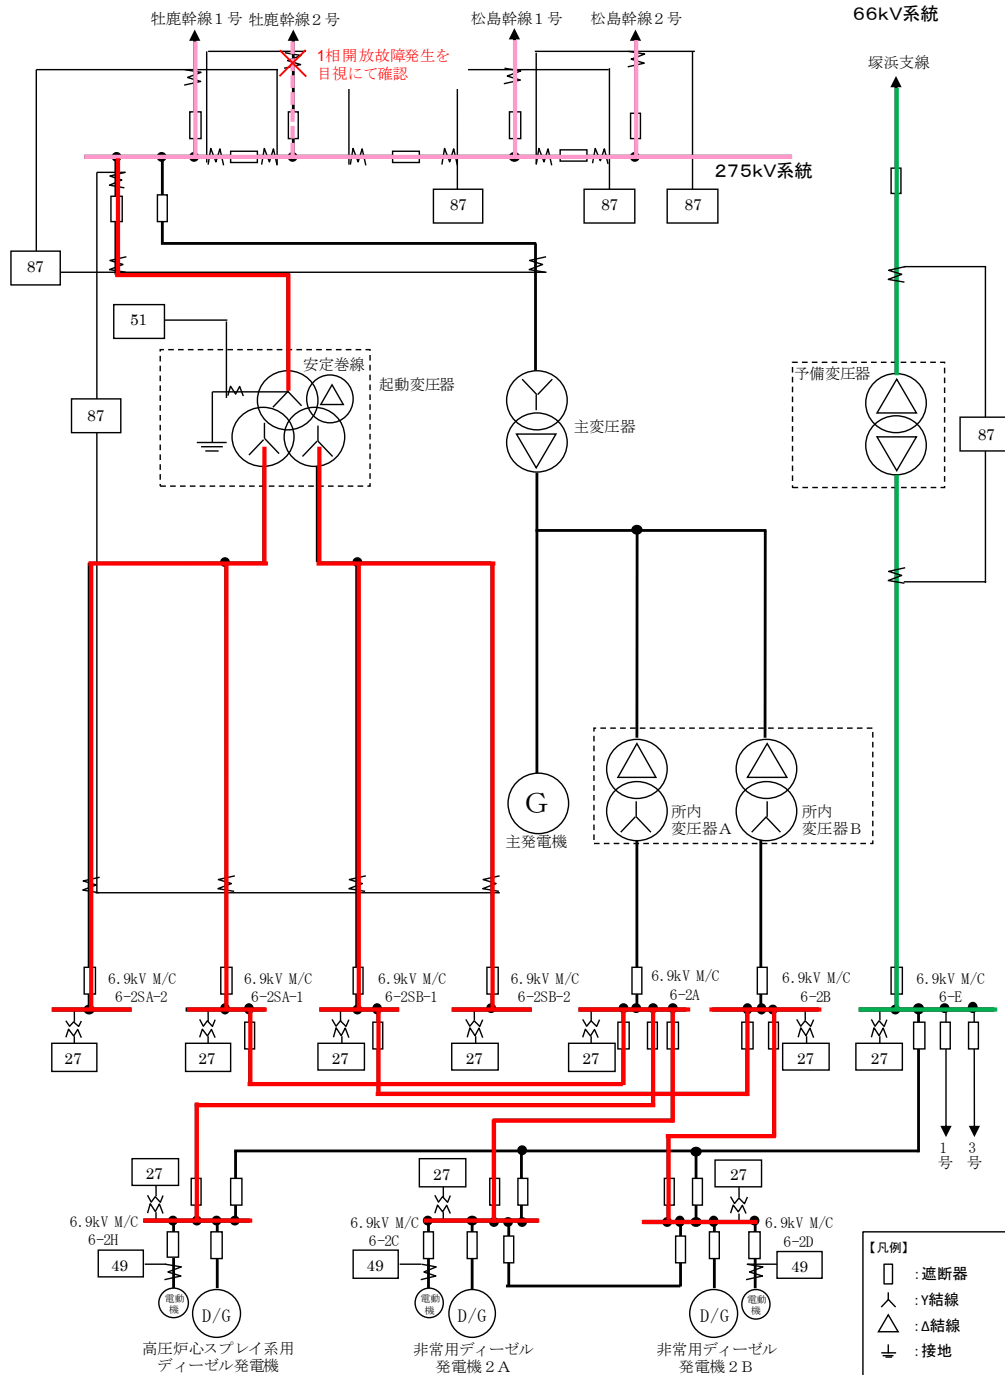 66kV系統
牡鹿幹線1号
牡鹿幹線2号
松島幹線1号
松島幹線2号
1相開放故障発生を
目視にて確認
塚浜支線
275kV系統
87
87
87
87
51
安定巻線
起動変圧器
87
主変圧器
予備変圧器
87
G
主発電機
所内
変圧器A
所内
変圧器B
6.9kV M/C
6-2SA-2
6.9kV M/C
6-2SA-1
6.9kV M/C
6-2SB-1
6.9kV M/C
6-2SB-2
6.9kV M/C
6-2A
6.9kV M/C
6-2B
6.9kV M/C
6-E
27
27
27
27
27
27
27
1号
3号
27
27
27
6.9kV M/C
6-2H
6.9kV M/C
6-2C
6.9kV M/C
6-2D
49
49
49
電動
機
D/G
電動
機
D/G
D/G
電動
機
高圧炉心スプレイ系用
ディーゼル発電機
非常用ディーゼル
発電機2A
非常用ディーゼル
発電機2B
【凡例】
:遮断器
:Y結線
:Δ結線
:接地